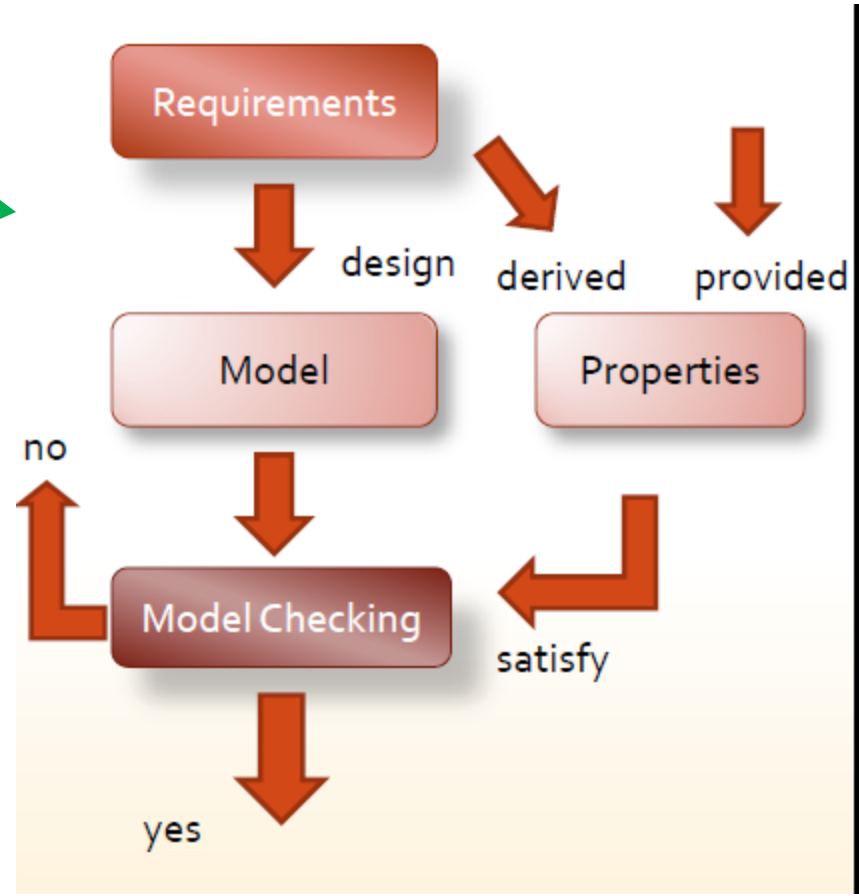 Requirements
design
derived
provided
Model
Properties
no
Model Checking
satisfy
yes